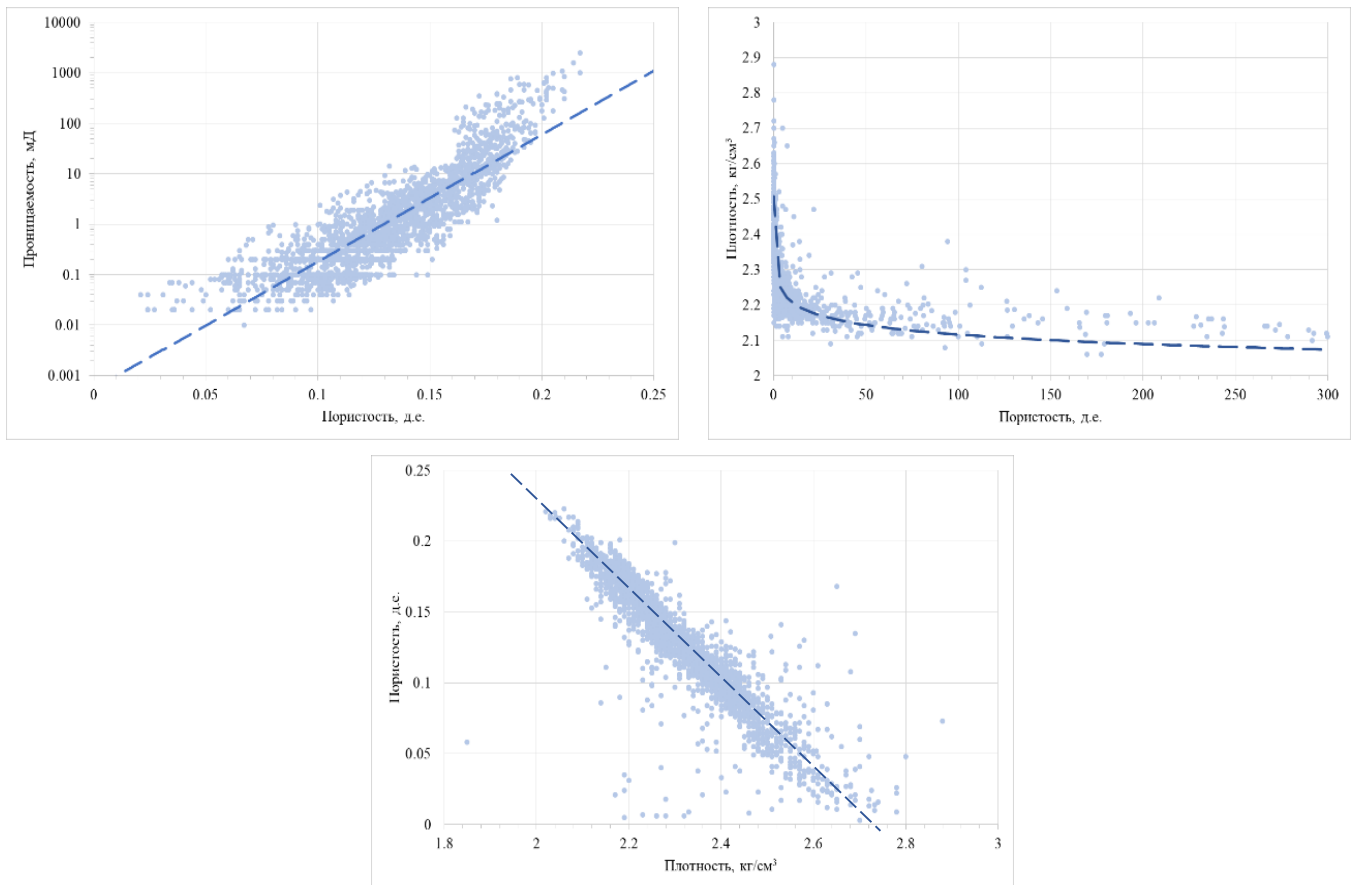 10000
1000
100
10
1
0.1
0.01
0.001
Проницаемость, мД
0 0.05 0.1 0.15 0.2 0.25
Пористость, д.е.
3
2.9
2.8
2.7
2.6
2.5
2.4
2.3
2.2
2.1
2
Плотность, кг/см³
0 50 100 150 200 250 300
Пористость, д.е.
0.25
0.2
0.15
0.1
0.05
0
Пористость, д.е.
1.8 2 2.2 2.4 2.6 2.8 3
Плотность, кг/см³